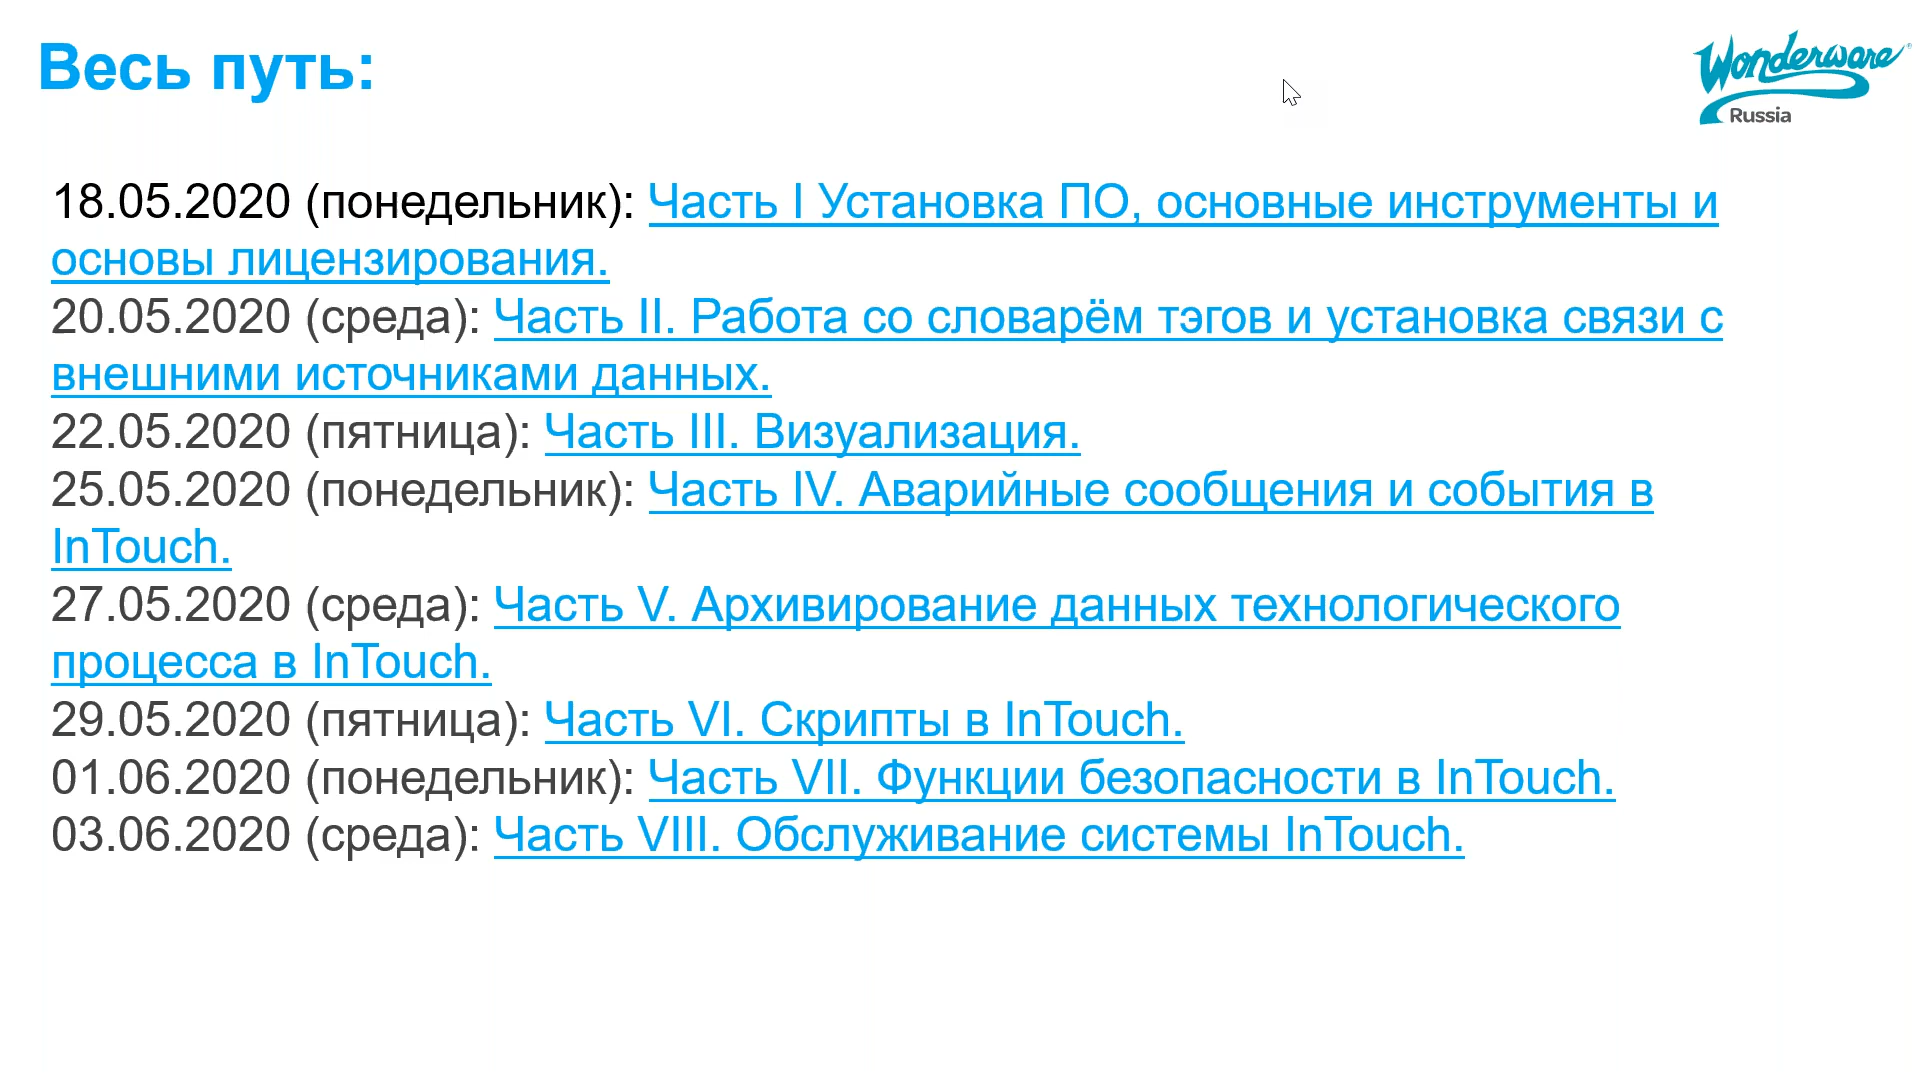 Весь путь:
Wonderware
Russia
18.05.2020 (понедельник): Часть I Установка ПО, основные инструменты и
основы лицензирования.
20.05.2020 (среда): Часть II. Работа со словарём тэгов и установка связи с
внешними источниками данных.
22.05.2020 (пятница): Часть III. Визуализация.
25.05.2020 (понедельник): Часть IV. Аварийные сообщения и события в
InTouch.
27.05.2020 (среда): Часть V. Архивирование данных технологического
процесса в InTouch.
29.05.2020 (пятница): Часть VI. Скрипты в InTouch.
01.06.2020 (понедельник): Часть VII. Функции безопасности в InTouch.
03.06.2020 (среда): Часть VIII. Обслуживание системы InTouch.